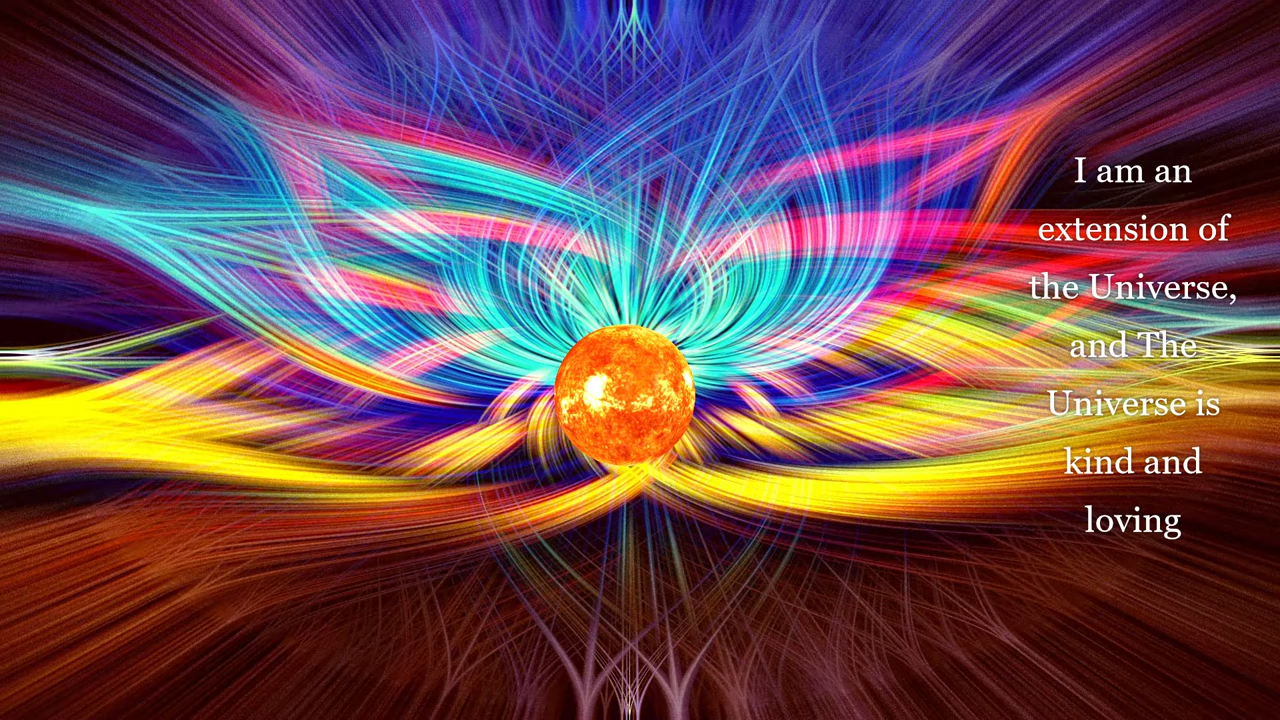 I am an
extension of
the Universe,
and The
Universe is
kind and
loving